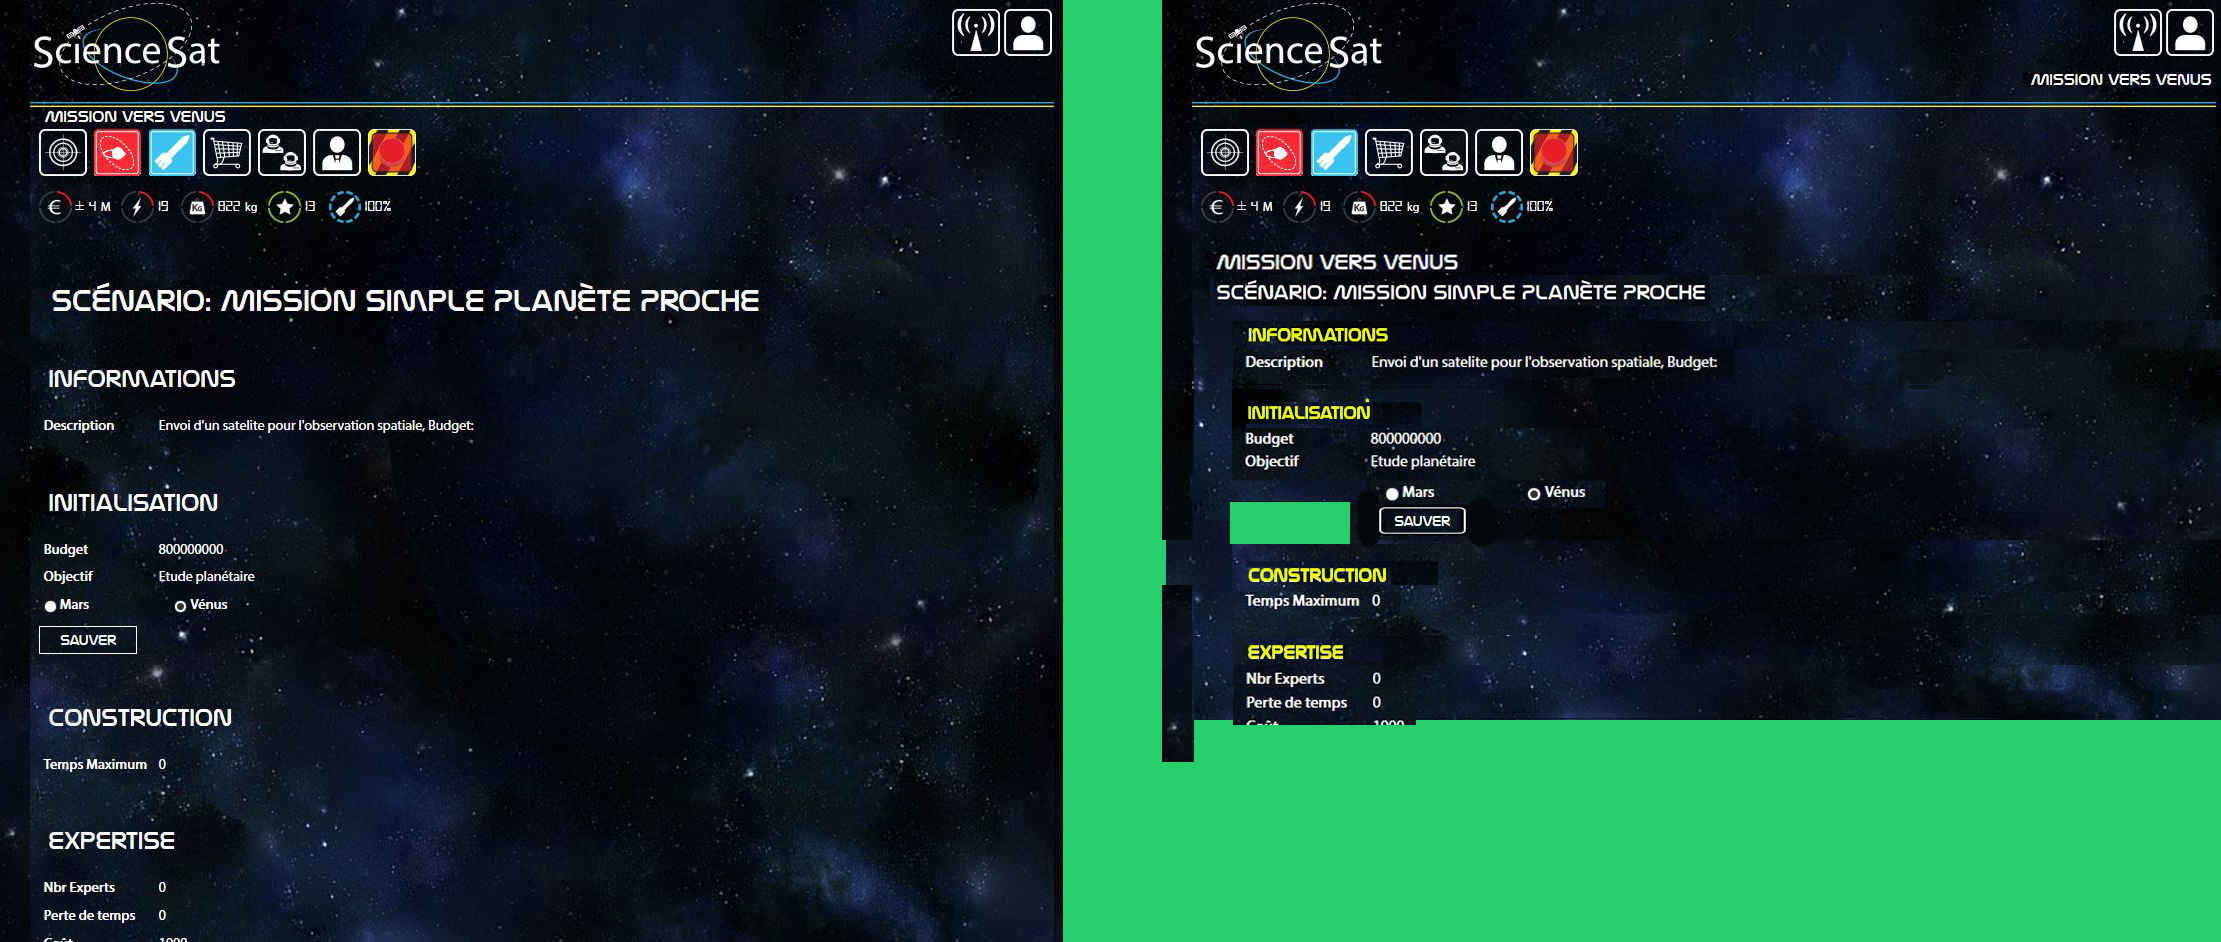 Science Sat
MISSION VERS VENUS
± 4 M 19 822 kg 13 100%
SCÉNARIO: MISSION SIMPLE PLANÈTE PROCHE
INFORMATIONS
Description Envoi d'un satelite pour l'observation spatiale, Budget:
INITIALISATION
Budget 800000000
Objectif Etude planétaire
Mars Vénus
SAUVER
CONSTRUCTION
Temps Maximum 0
EXPERTISE
Nbr Experts 0
Perte de temps 0
Coût 1000
Science Sat
MISSION VERS VENUS
± 4 M 19 822 kg 13 100%
MISSION VERS VENUS
SCÉNARIO: MISSION SIMPLE PLANÈTE PROCHE
INFORMATIONS
Description Envoi d'un satelite pour l'observation spatiale, Budget:
INITIALISATION
Budget 800000000
Objectif Etude planétaire
Mars Vénus
SAUVER
CONSTRUCTION
Temps Maximum 0
EXPERTISE
Nbr Experts 0
Perte de temps 0
Coût 1000